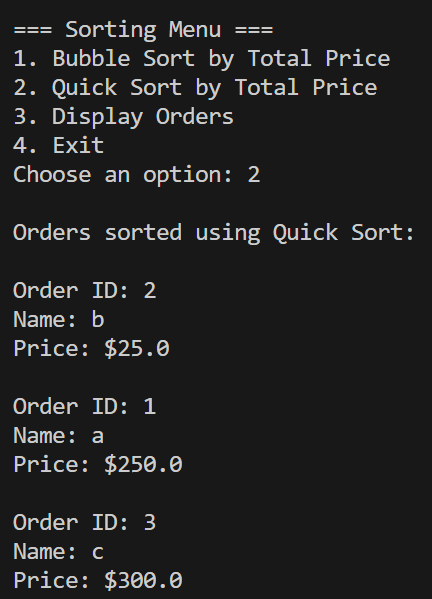 === Sorting Menu ===
1. Bubble Sort by Total Price
2. Quick Sort by Total Price
3. Display Orders
4. Exit
Choose an option: 2
Orders sorted using Quick Sort:
Order ID: 2
Name: b
Price: $25.0
Order ID: 1
Name: a
Price: $250.0
Order ID: 3
Name: c
Price: $300.0